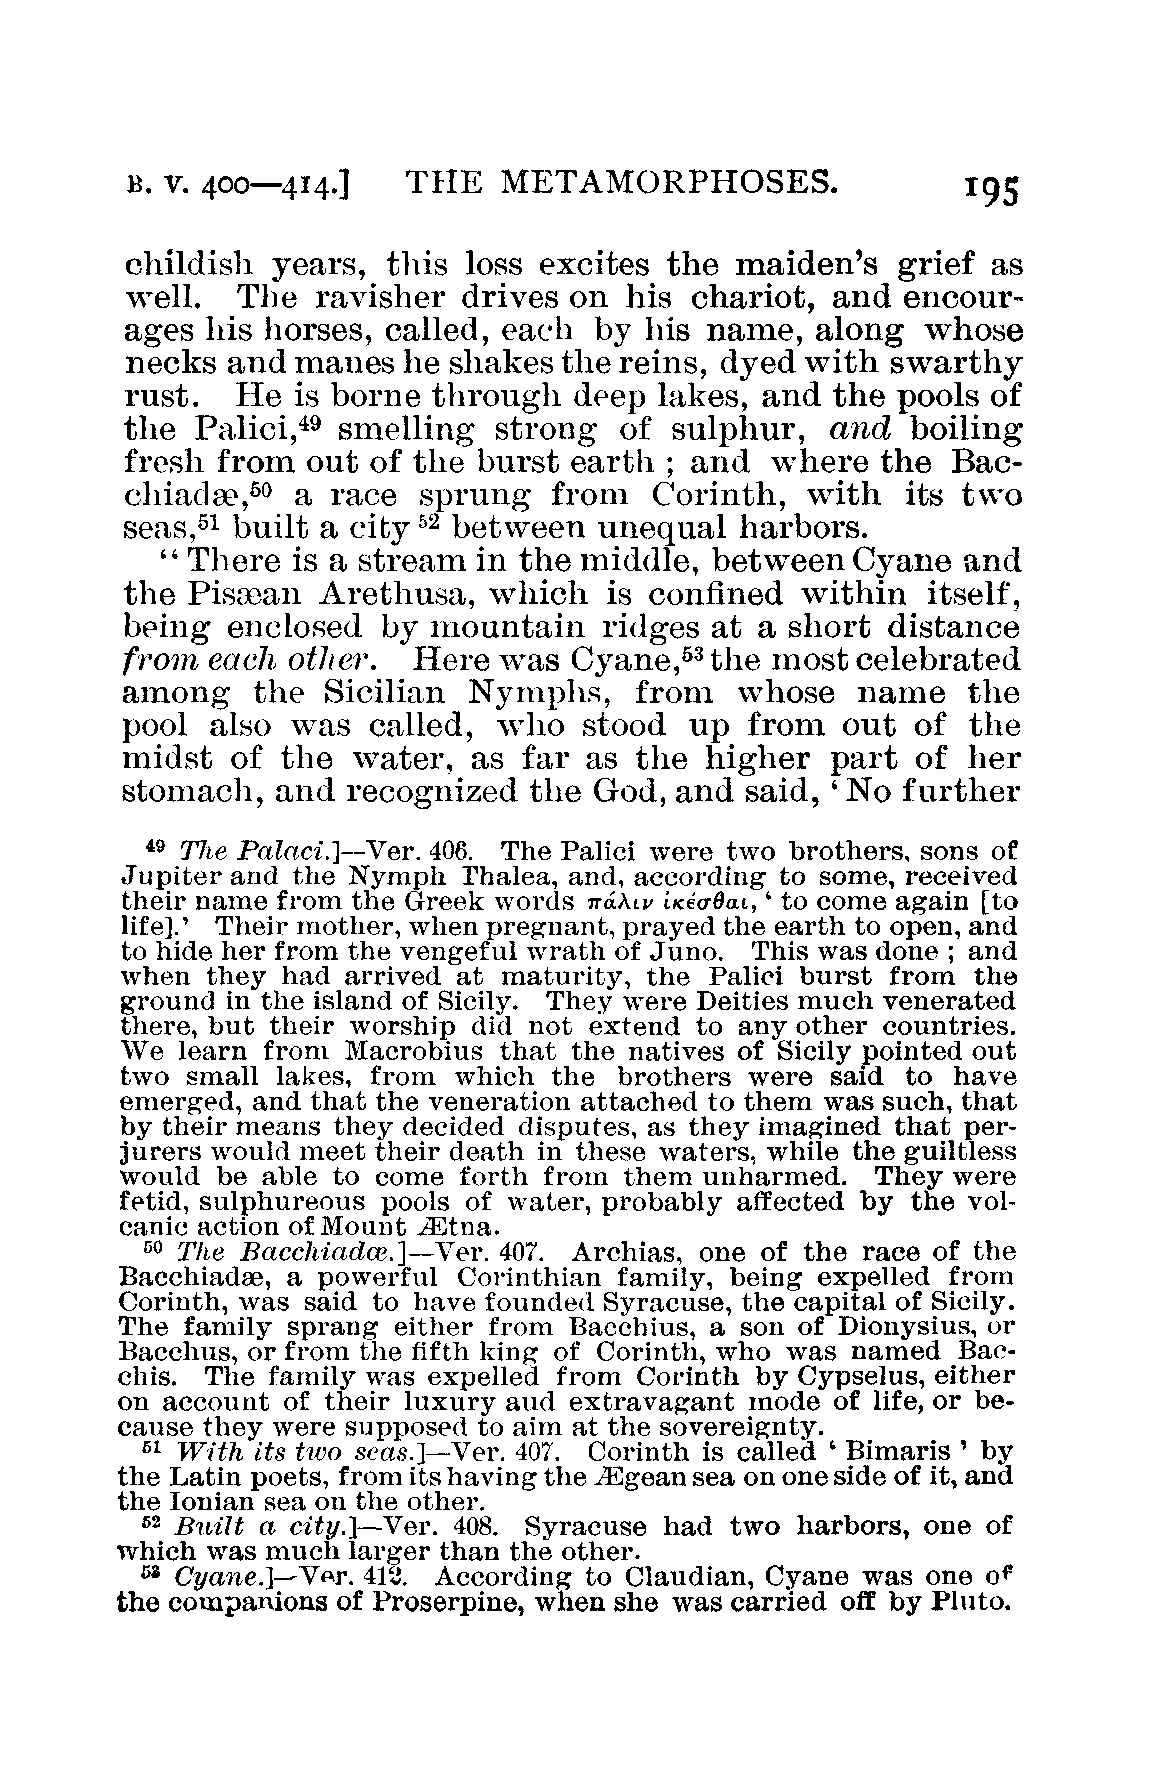 B. V. 400—414.] THE METAMORPHOSES. 195
childish years, this loss excites the maiden's grief as
well. The ravisher drives on his chariot, and encour-
ages his horses, called, each by his name, along whose
necks and manes he shakes the reins, dyed with swarthy
rust. He is borne through deep lakes, and the pools of
the Palici,⁴⁹ smelling strong of sulphur, and boiling
fresh from out of the burst earth ; and where the Bac-
chiadæ,⁵⁰ a race sprung from Corinth, with its two
seas,⁵¹ built a city ⁵² between unequal harbors.
“ There is a stream in the middle, between Cyane and
the Pisæan Arethusa, which is confined within itself,
being enclosed by mountain ridges at a short distance
from each other. Here was Cyane,⁵³ the most celebrated
among the Sicilian Nymphs, from whose name the
pool also was called, who stood up from out of the
midst of the water, as far as the higher part of her
stomach, and recognized the God, and said, ‘ No further
⁴⁹ The Palaci.]—Ver. 406. The Palici were two brothers, sons of
Jupiter and the Nymph Thalea, and, according to some, received
their name from the Greek words πάλιν ἱκέσθαι, ‘ to come again [to
life].’ Their mother, when pregnant, prayed the earth to open, and
to hide her from the vengeful wrath of Juno. This was done ; and
when they had arrived at maturity, the Palici burst from the
ground in the island of Sicily. They were Deities much venerated
there, but their worship did not extend to any other countries.
We learn from Macrobius that the natives of Sicily pointed out
two small lakes, from which the brothers were said to have
emerged, and that the veneration attached to them was such, that
by their means they decided disputes, as they imagined that per-
jurers would meet their death in these waters, while the guiltless
would be able to come forth from them unharmed. They were
fetid, sulphureous pools of water, probably affected by the vol-
canic action of Mount Ætna.
⁵⁰ The Bacchiadæ.]—Ver. 407. Archias, one of the race of the
Bacchiadæ, a powerful Corinthian family, being expelled from
Corinth, was said to have founded Syracuse, the capital of Sicily.
The family sprang either from Bacchius, a son of Dionysius, or
Bacchus, or from the fifth king of Corinth, who was named Bac-
chis. The family was expelled from Corinth by Cypselus, either
on account of their luxury and extravagant mode of life, or be-
cause they were supposed to aim at the sovereignty.
⁵¹ With its two seas.]—Ver. 407. Corinth is called ‘ Bimaris ’ by
the Latin poets, from its having the Ægean sea on one side of it, and
the Ionian sea on the other.
⁵² Built a city.]—Ver. 408. Syracuse had two harbors, one of
which was much larger than the other.
⁵³ Cyane.]—Ver. 412. According to Claudian, Cyane was one of
the companions of Proserpine, when she was carried off by Pluto.